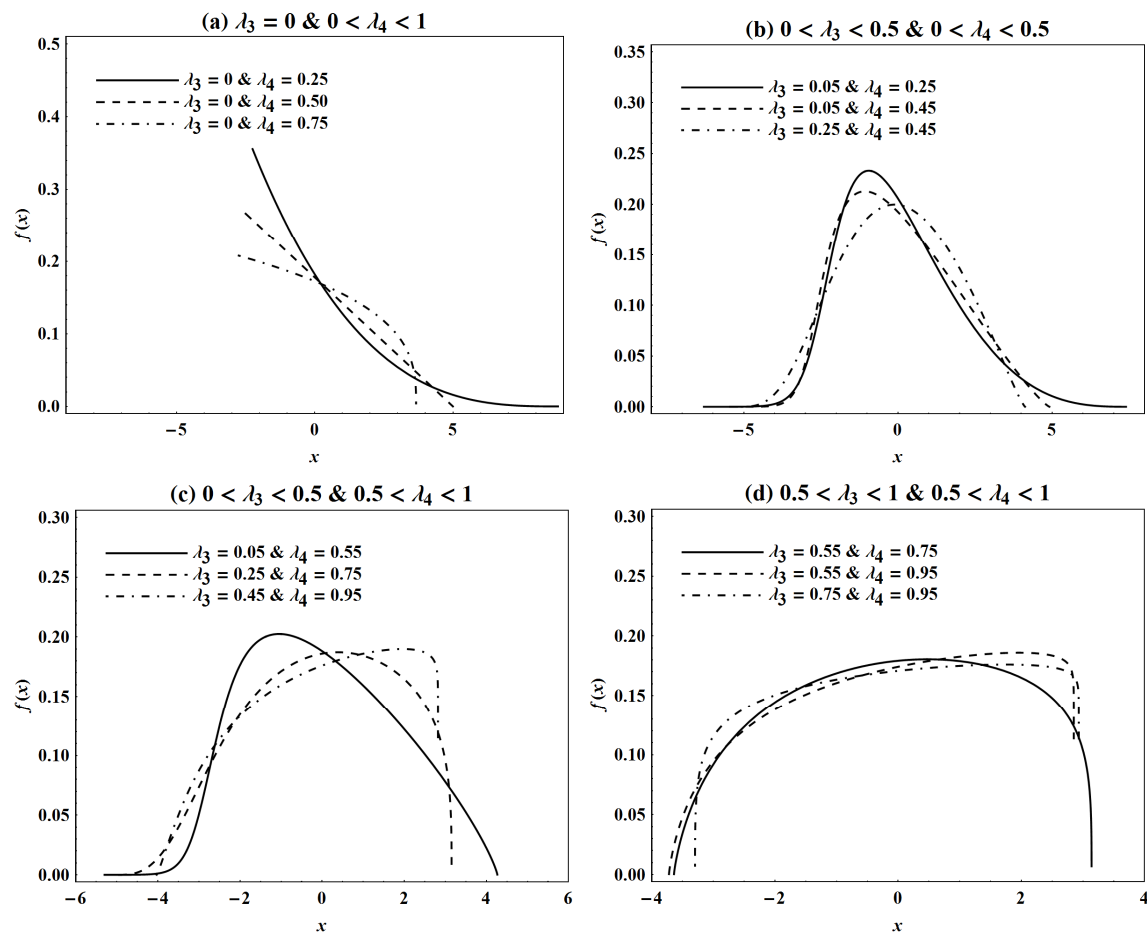 (a) λ3 = 0 & 0 < λ4 < 1
0.5
0.4
0.3
0.2
0.1
0.0
f(x)
λ3 = 0 & λ4 = 0.25
λ3 = 0 & λ4 = 0.50
λ3 = 0 & λ4 = 0.75
−5
0
5
x
(b) 0 < λ3 < 0.5 & 0 < λ4 < 0.5
0.35
0.30
0.25
0.20
0.15
0.10
0.05
0.00
f(x)
λ3 = 0.05 & λ4 = 0.25
λ3 = 0.05 & λ4 = 0.45
λ3 = 0.25 & λ4 = 0.45
−5
0
5
x
(c) 0 < λ3 < 0.5 & 0.5 < λ4 < 1
0.30
0.25
0.20
0.15
0.10
0.05
0.00
f(x)
λ3 = 0.05 & λ4 = 0.55
λ3 = 0.25 & λ4 = 0.75
λ3 = 0.45 & λ4 = 0.95
−6
−4
−2
0
2
4
6
x
(d) 0.5 < λ3 < 1 & 0.5 < λ4 < 1
0.30
0.25
0.20
0.15
0.10
0.05
0.00
f(x)
λ3 = 0.55 & λ4 = 0.75
λ3 = 0.55 & λ4 = 0.95
λ3 = 0.75 & λ4 = 0.95
−4
−2
0
2
4
x